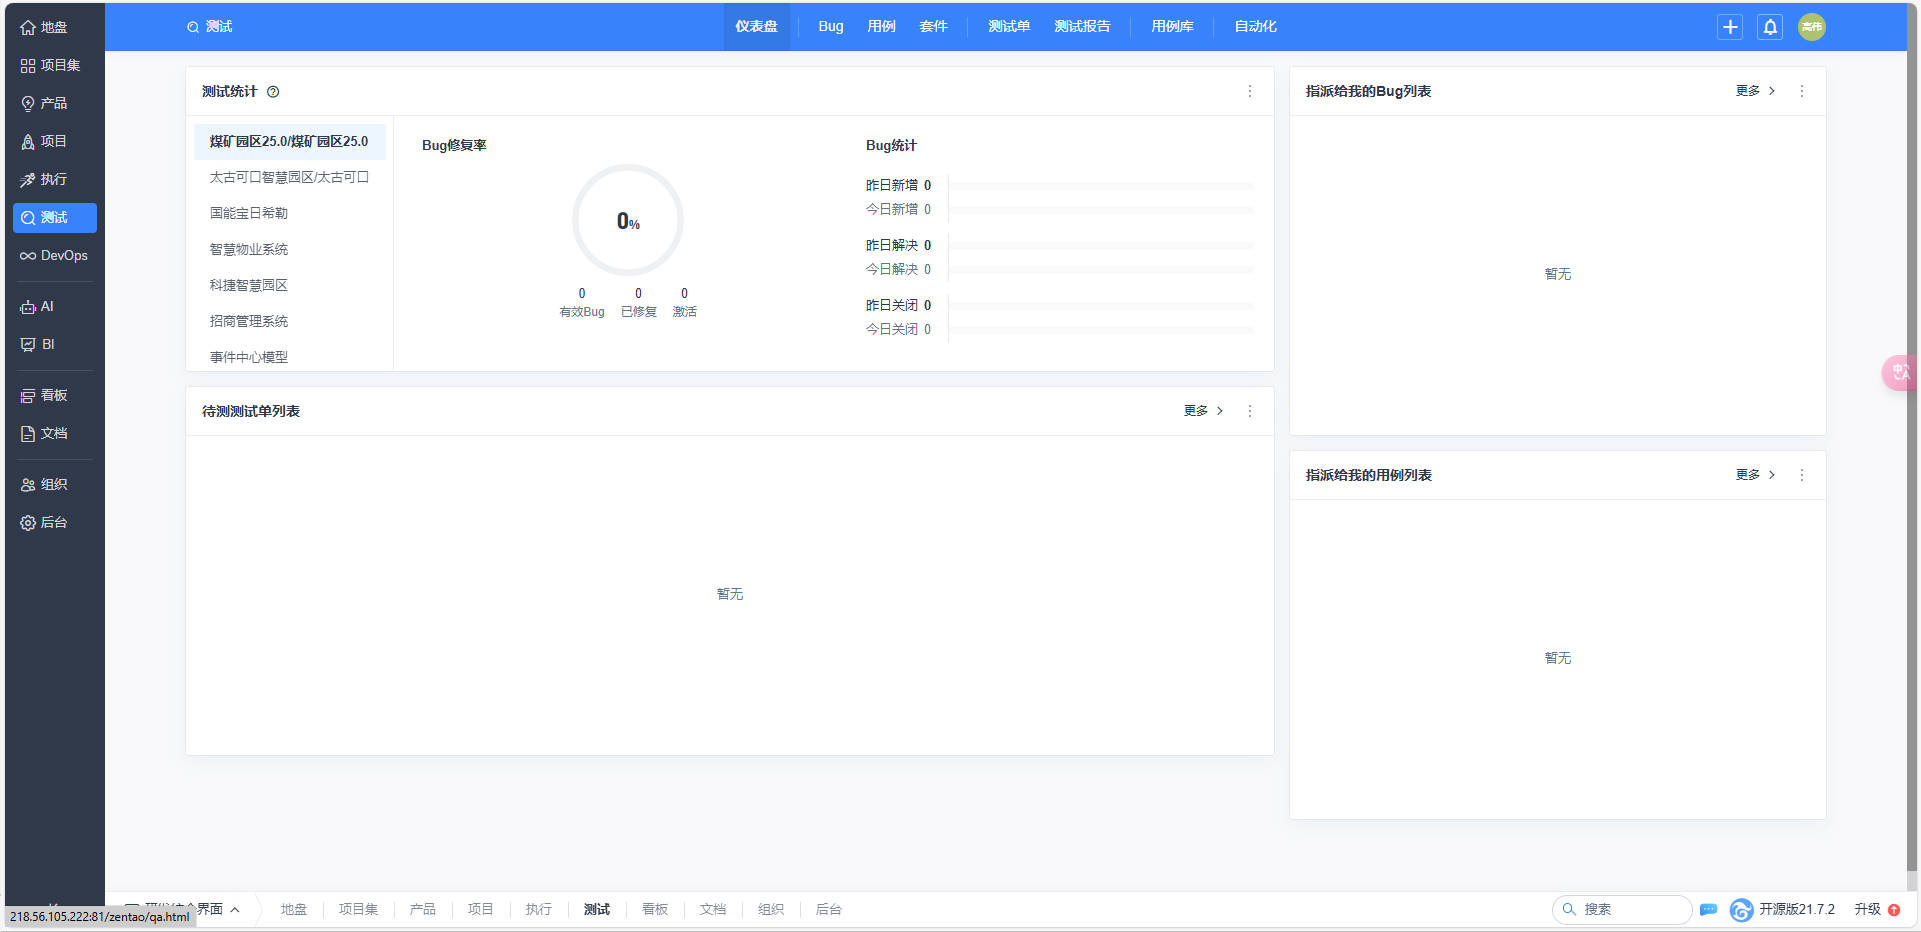 地盘
项目集
产品
项目
执行
测试
DevOps
AI
BI
看板
文档
组织
后台
测试
仪表盘
Bug
用例
套件
测试单
测试报告
用例库
自动化
高伟
测试统计
煤矿园区25.0/煤矿园区25.0
太古可口智慧园区/太古可口
国能宝日希勒
智慧物业系统
科捷智慧园区
招商管理系统
事件中心模型
Bug修复率
0%
0 0 0
有效Bug 已修复 激活
Bug统计
昨日新增 0
今日新增 0
昨日解决 0
今日解决 0
昨日关闭 0
今日关闭 0
指派给我的Bug列表
更多
暂无
待测测试单列表
更多
暂无
指派给我的用例列表
更多
暂无
中A
218.56.105.222:81/zentao/qa.html
界面
地盘
项目集
产品
项目
执行
测试
看板
文档
组织
后台
搜索
开源版21.7.2
升级